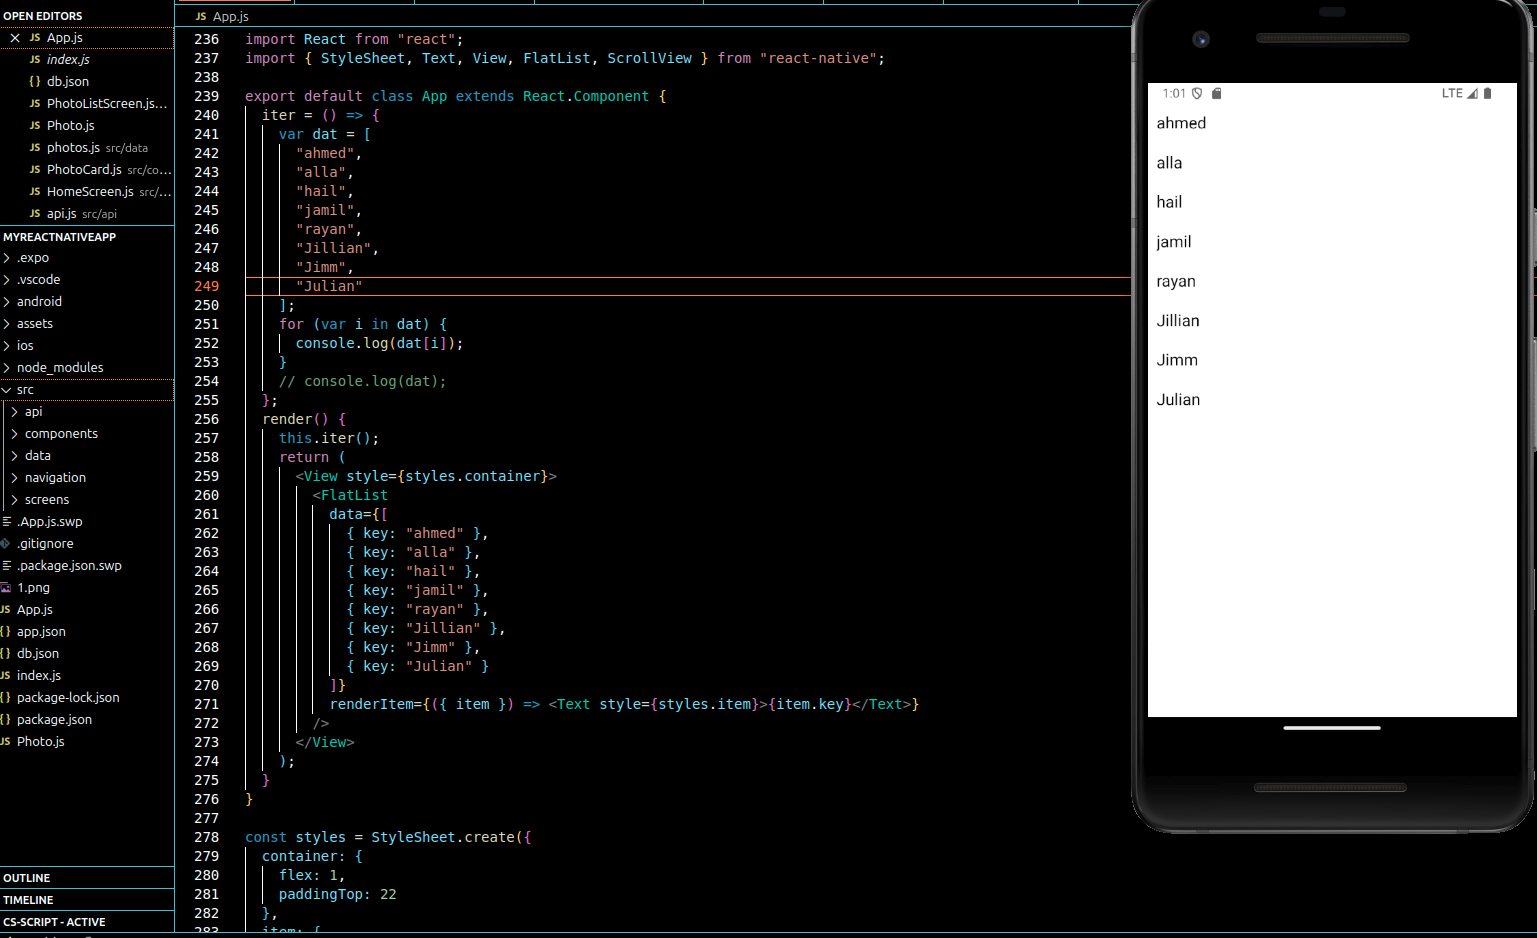 OPEN EDITORS
JS App.js
JS index.js
{ } db.json
JS PhotoListScreen.js...
JS Photo.js
JS photos.js src/data
JS PhotoCard.js src/co...
JS HomeScreen.js src/...
JS api.js src/api
MYREACTNATIVEAPP
.expo
.vscode
android
assets
ios
node_modules
src
api
components
data
navigation
screens
.App.js.swp
.gitignore
.package.json.swp
1.png
JS App.js
{ } app.json
{ } db.json
JS index.js
{ } package-lock.json
{ } package.json
JS Photo.js
OUTLINE
TIMELINE
CS-SCRIPT - ACTIVE
JS App.js
236 import React from "react";
237 import { StyleSheet, Text, View, FlatList, ScrollView } from "react-native";
238
239 export default class App extends React.Component {
240 iter = () => {
241 var dat = [
242 "ahmed",
243 "alla",
244 "hail",
245 "jamil",
246 "rayan",
247 "Jillian",
248 "Jimm",
249 "Julian"
250 ];
251 for (var i in dat) {
252 console.log(dat[i]);
253 }
254 // console.log(dat);
255 };
256 render() {
257 this.iter();
258 return (
259 <View style={styles.container}>
260 <FlatList
261 data={[
262 { key: "ahmed" },
263 { key: "alla" },
264 { key: "hail" },
265 { key: "jamil" },
266 { key: "rayan" },
267 { key: "Jillian" },
268 { key: "Jimm" },
269 { key: "Julian" }
270 ]}
271 renderItem={({ item }) => <Text style={styles.item}>{item.key}</Text>}
272 />
273 </View>
274 );
275 }
276 }
277
278 const styles = StyleSheet.create({
279 container: {
280 flex: 1,
281 paddingTop: 22
282 },
283 item: {
1:01 LTE
ahmed
alla
hail
jamil
rayan
Jillian
Jimm
Julian